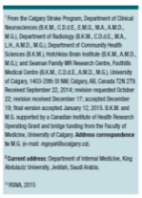 ¹ From the Calgary Stroke Program, Department of Clinical
Neurosciences (B.K.M., C.D.d.E., E.M.G., W.A., A.M.D.,
M.G.), Department of Radiology (B.K.M., C.D.d.E., M.A.,
L.H., A.M.D., M.G.), Department of Community Health
Sciences (B.K.M.), Hotchkiss Brain Institute (B.K.M., A.M.D.,
M.G.), and Seaman Family MR Research Centre, Foothills
Medical Centre (B.K.M., C.D.d.E., A.M.D., M.G.), University
of Calgary, 1403-29th St NW, Calgary, AB, Canada T2N 2T9.
Received September 22, 2014; revision requested October
22; revision received December 17; accepted December
19; final version accepted January 12, 2015. B.K.M. and
M.G. supported by a Canadian Institute of Health Research
Operating Grant and bridge funding from the Faculty of
Medicine, University of Calgary. Address correspondence
to M.G. (e-mail: mgoyal@ucalgary.ca).
Current address: Department of Internal Medicine, King
Abdulaziz University, Jeddah, Saudi Arabia.
© RSNA, 2015